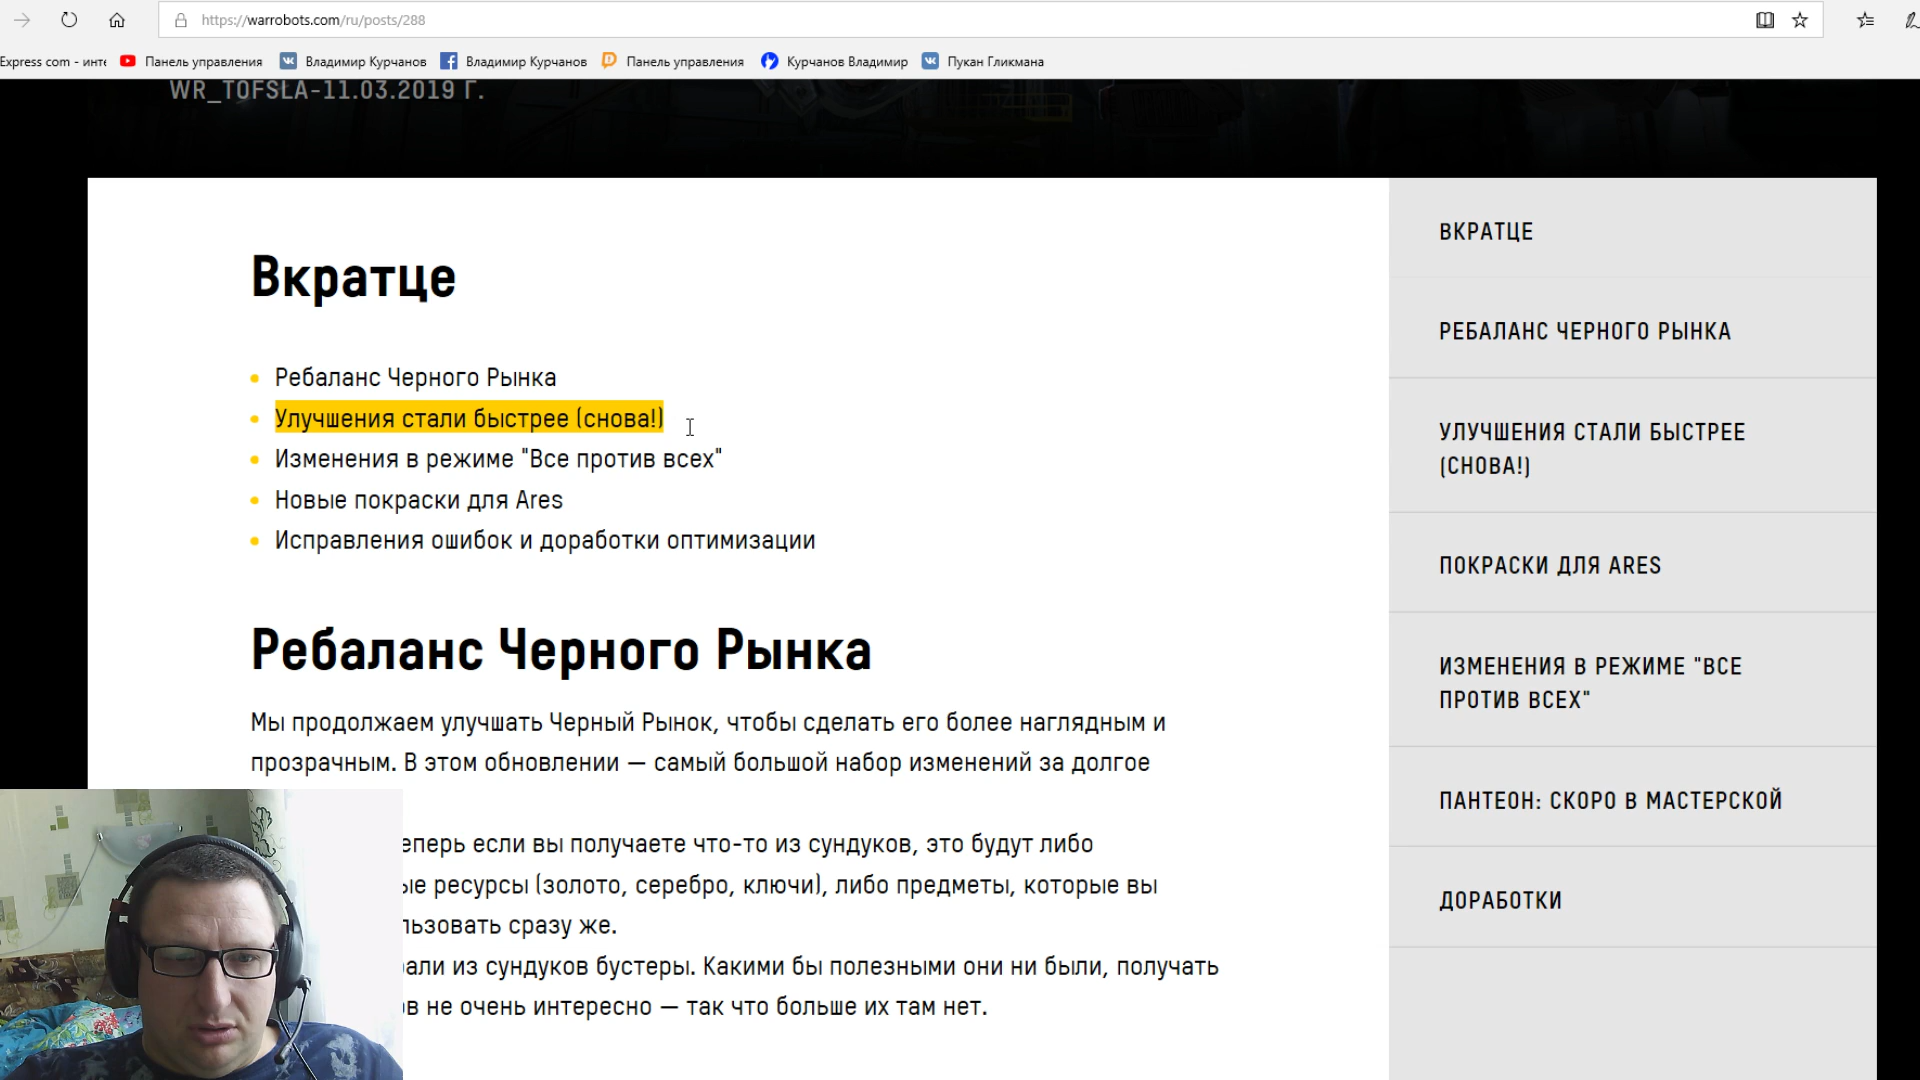 https://warrobots.com/ru/posts/288
Express com - инте
Панель управления
Владимир Курчанов
Владимир Курчанов
Панель управления
Курчанов Владимир
Пукан Гликмана
WR_TOFSLA-11.03.2019 Г.
Вкратце
Ребаланс Черного Рынка
Улучшения стали быстрее (снова!)
Изменения в режиме "Все против всех"
Новые покраски для Ares
Исправления ошибок и доработки оптимизации
Ребаланс Черного Рынка
Мы продолжаем улучшать Черный Рынок, чтобы сделать его более наглядным и
прозрачным. В этом обновлении — самый большой набор изменений за долгое
еперь если вы получаете что-то из сундуков, это будут либо
ые ресурсы (золото, серебро, ключи), либо предметы, которые вы
льзовать сразу же.
али из сундуков бустеры. Какими бы полезными они ни были, получать
в не очень интересно — так что больше их там нет.
ВКРАТЦЕ
РЕБАЛАНС ЧЕРНОГО РЫНКА
УЛУЧШЕНИЯ СТАЛИ БЫСТРЕЕ
(СНОВА!)
ПОКРАСКИ ДЛЯ ARES
ИЗМЕНЕНИЯ В РЕЖИМЕ "ВСЕ
ПРОТИВ ВСЕХ"
ПАНТЕОН: СКОРО В МАСТЕРСКОЙ
ДОРАБОТКИ